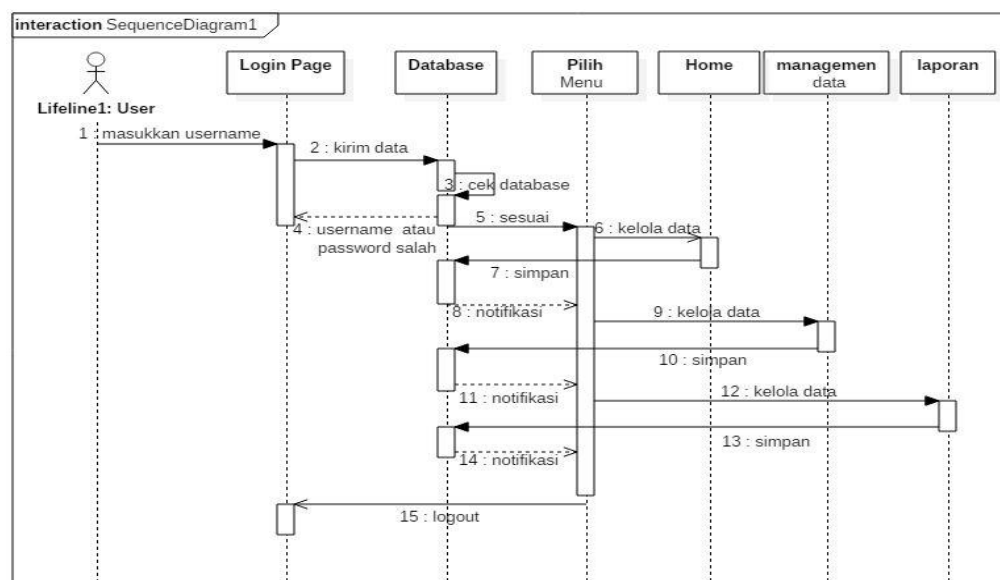 interaction SequenceDiagram1
Lifeline1: User
Login Page
Database
Pilih
Menu
Home
managemen
data
laporan
1 : masukkan username
2 : kirim data
3 : cek database
4 : username atau
password salah
5 : sesuai
6 : kelola data
7 : simpan
8 : notifikasi
9 : kelola data
10 : simpan
11 : notifikasi
12 : kelola data
13 : simpan
14 : notifikasi
15 : logout